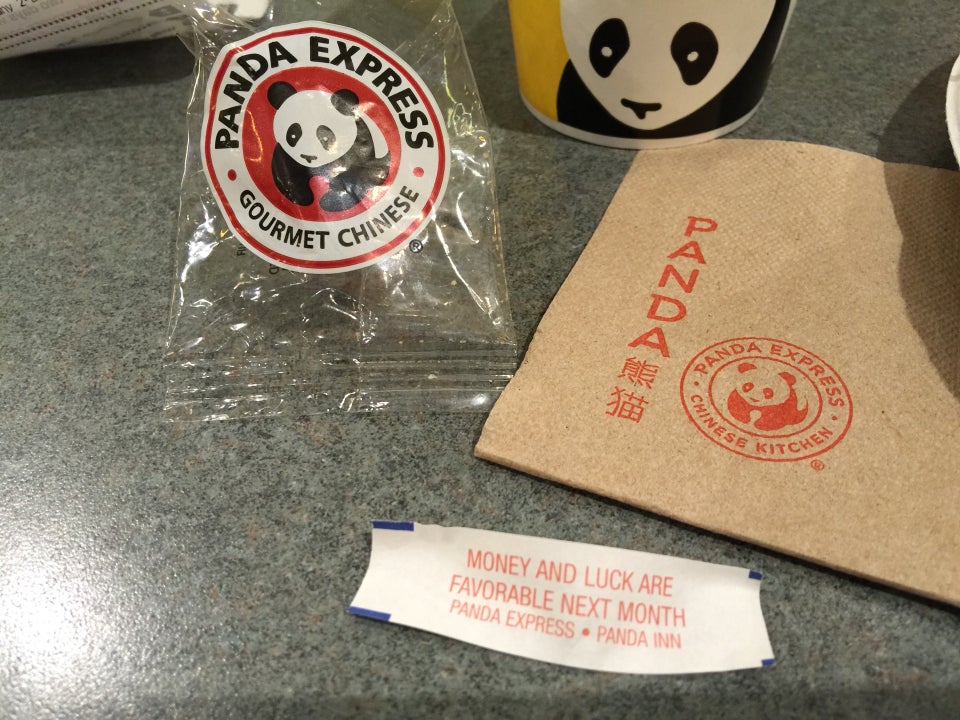 PANDA EXPRESS
GOURMET CHINESE
®
PANDA
熊猫
PANDA EXPRESS
CHINESE KITCHEN
®
MONEY AND LUCK ARE
FAVORABLE NEXT MONTH
PANDA EXPRESS • PANDA INN